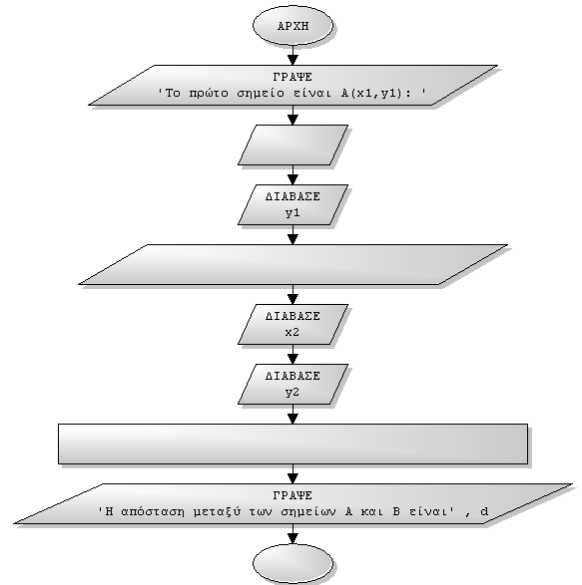 ΑΡΧΗ
ΓΡΑΨΕ
'Το πρώτο σημείο είναι Α(x1,y1): '
ΔΙΑΒΑΣΕ
y1
ΔΙΑΒΑΣΕ
x2
ΔΙΑΒΑΣΕ
y2
ΓΡΑΨΕ
'Η απόσταση μεταξύ των σημείων Α και Β είναι' , d